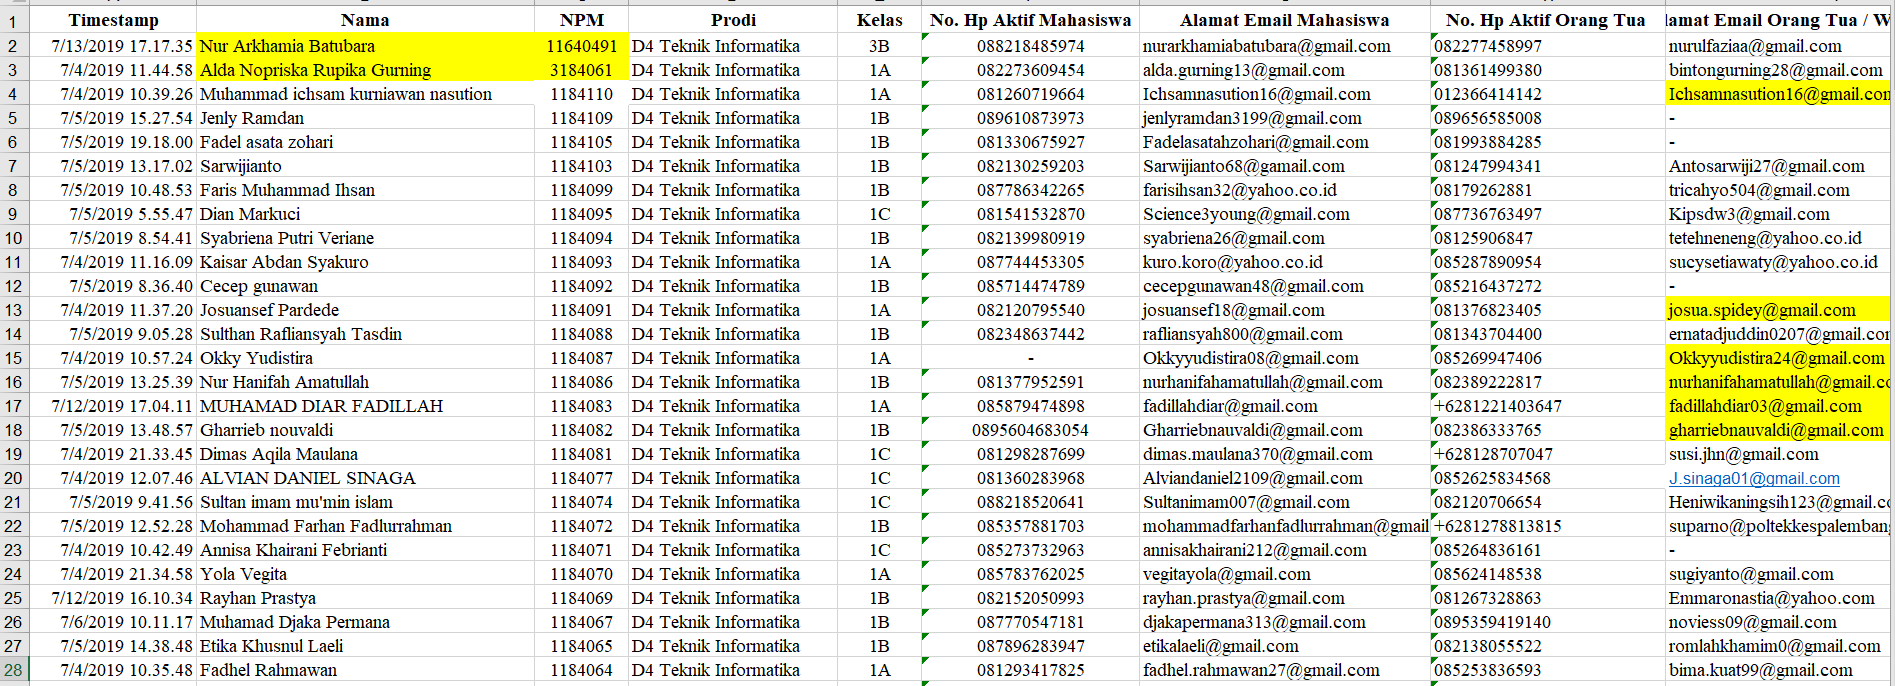 1 Timestamp Nama NPM Prodi Kelas No. Hp Aktif Mahasiswa Alamat Email Mahasiswa No. Hp Aktif Orang Tua lamat Email Orang Tua / W
2 7/13/2019 17.17.35 Nur Arkhamia Batubara 11640491 D4 Teknik Informatika 3B 088218485974 nurarkhamiabatubara@gmail.com 082277458997 nurulfaziaa@gmail.com
3 7/4/2019 11.44.58 Alda Nopriska Rupika Gurning 3184061 D4 Teknik Informatika 1A 082273609454 alda.gurning13@gmail.com 081361499380 bintongurning28@gmail.com
4 7/4/2019 10.39.26 Muhammad ichsam kurniawan nasution 1184110 D4 Teknik Informatika 1A 081260719664 Ichsamnasution16@gmail.com 012366414142 Ichsamnasution16@gmail.con
5 7/5/2019 15.27.54 Jenly Ramdan 1184109 D4 Teknik Informatika 1B 089610873973 jenlyramdan3199@gmail.com 089656585008 -
6 7/5/2019 19.18.00 Fadel asata zohari 1184105 D4 Teknik Informatika 1B 081330675927 Fadelasatahzohari@gmail.com 081993884285 -
7 7/5/2019 13.17.02 Sarwijianto 1184103 D4 Teknik Informatika 1B 082130259203 Sarwijianto68@gamail.com 081247994341 Antosarwiji27@gmail.com
8 7/5/2019 10.48.53 Faris Muhammad Ihsan 1184099 D4 Teknik Informatika 1B 087786342265 farisihsan32@yahoo.co.id 08179262881 tricahyo504@gmail.com
9 7/5/2019 5.55.47 Dian Markuci 1184095 D4 Teknik Informatika 1C 081541532870 Science3young@gmail.com 087736763497 Kipsdw3@gmail.com
10 7/5/2019 8.54.41 Syabriena Putri Veriane 1184094 D4 Teknik Informatika 1B 082139980919 syabriena26@gmail.com 08125906847 tetehneneng@yahoo.co.id
11 7/4/2019 11.16.09 Kaisar Abdan Syakuro 1184093 D4 Teknik Informatika 1A 087744453305 kuro.koro@yahoo.co.id 085287890954 sucysetiawaty@yahoo.co.id
12 7/5/2019 8.36.40 Cecep gunawan 1184092 D4 Teknik Informatika 1B 085714474789 cecepgunawan48@gmail.com 085216437272 -
13 7/4/2019 11.37.20 Josuansef Pardede 1184091 D4 Teknik Informatika 1A 082120795540 josuansef18@gmail.com 081376823405 josua.spidey@gmail.com
14 7/5/2019 9.05.28 Sulthan Rafliansyah Tasdin 1184088 D4 Teknik Informatika 1B 082348637442 rafliansyah800@gmail.com 081343704400 ernatadjuddin0207@gmail.con
15 7/4/2019 10.57.24 Okky Yudistira 1184087 D4 Teknik Informatika 1A - Okkyyudistira08@gmail.com 085269947406 Okkyyudistira24@gmail.com
16 7/5/2019 13.25.39 Nur Hanifah Amatullah 1184086 D4 Teknik Informatika 1B 081377952591 nurhanifahamatullah@gmail.com 082389222817 nurhanifahamatullah@gmail.co
17 7/12/2019 17.04.11 MUHAMAD DIAR FADILLAH 1184083 D4 Teknik Informatika 1A 085879474898 fadillahdiar@gmail.com +6281221403647 fadillahdiar03@gmail.com
18 7/5/2019 13.48.57 Gharrieb nouvaldi 1184082 D4 Teknik Informatika 1B 0895604683054 Gharriebnauvaldi@gmail.com 082386333765 gharriebnauvaldi@gmail.com
19 7/4/2019 21.33.45 Dimas Aqila Maulana 1184081 D4 Teknik Informatika 1C 081298287699 dimas.maulana370@gmail.com +628128707047 susi.jhn@gmail.com
20 7/4/2019 12.07.46 ALVIAN DANIEL SINAGA 1184077 D4 Teknik Informatika 1C 081360283968 Alviandaniel2109@gmail.com 0852625834568 J.sinaga01@gmail.com
21 7/5/2019 9.41.56 Sultan imam mu'min islam 1184074 D4 Teknik Informatika 1C 088218520641 Sultanimam007@gmail.com 082120706654 Heniwikaningsih123@gmail.co
22 7/5/2019 12.52.28 Mohammad Farhan Fadlurrahman 1184072 D4 Teknik Informatika 1B 085357881703 mohammadfarhanfadlurrahman@gmail +6281278813815 suparno@poltekkespalembang
23 7/4/2019 10.42.49 Annisa Khairani Febrianti 1184071 D4 Teknik Informatika 1C 085273732963 annisakhairani212@gmail.com 085264836161 -
24 7/4/2019 21.34.58 Yola Vegita 1184070 D4 Teknik Informatika 1A 085783762025 vegitayola@gmail.com 085624148538 sugiyanto@gmail.com
25 7/12/2019 16.10.34 Rayhan Prastya 1184069 D4 Teknik Informatika 1B 082152050993 rayhan.prastya@gmail.com 081267328863 Emmaronastia@yahoo.com
26 7/6/2019 10.11.17 Muhamad Djaka Permana 1184067 D4 Teknik Informatika 1B 087770547181 djakapermana313@gmail.com 0895359419140 noviess09@gmail.com
27 7/5/2019 14.38.48 Etika Khusnul Laeli 1184065 D4 Teknik Informatika 1B 087896283947 etikalaeli@gmail.com 082138055522 romlahkhamim0@gmail.com
28 7/4/2019 10.35.48 Fadhel Rahmawan 1184064 D4 Teknik Informatika 1A 081293417825 fadhel.rahmawan27@gmail.com 085253836593 bima.kuat99@gmail.com